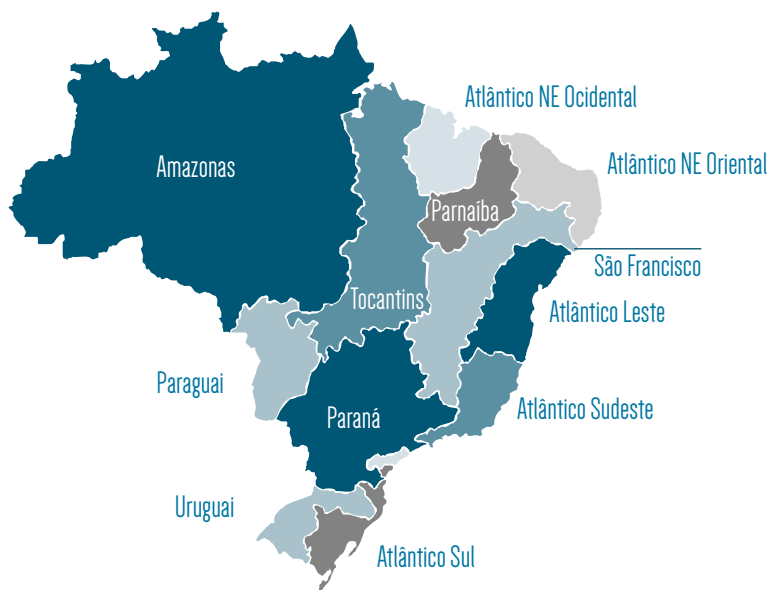 Atlântico NE Ocidental
Amazonas
Atlântico NE Oriental
Parnaíba
São Francisco
Tocantins
Atlântico Leste
Paraguai
Atlântico Sudeste
Paraná
Uruguai
Atlântico Sul